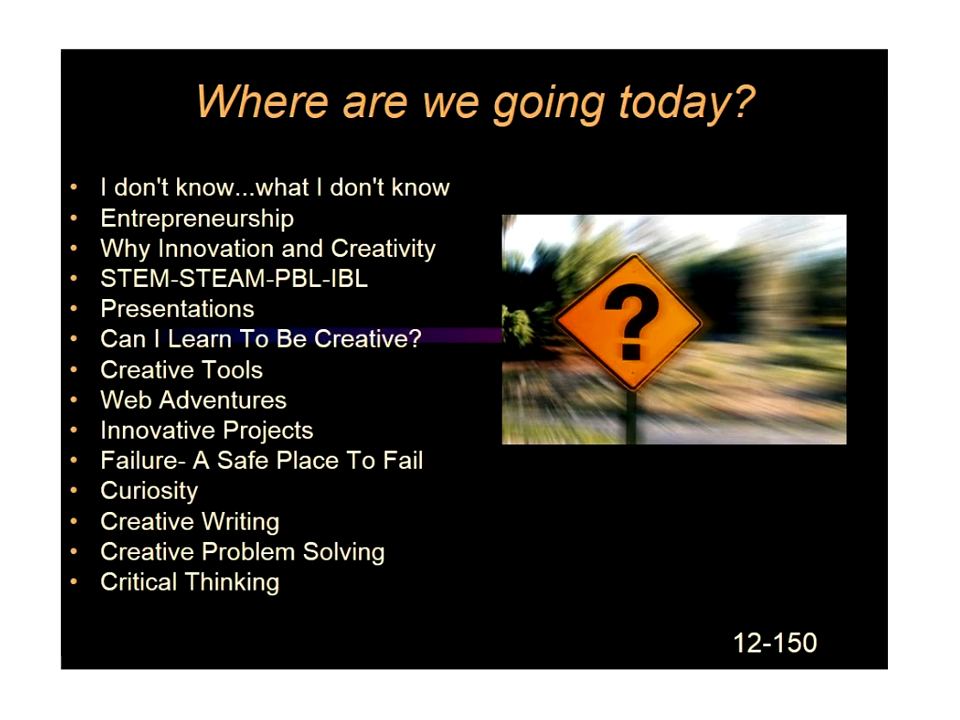 Where are we going today?
• I don't know...what I don't know
• Entrepreneurship
• Why Innovation and Creativity
• STEM-STEAM-PBL-IBL
• Presentations
• Can I Learn To Be Creative?
• Creative Tools
• Web Adventures
• Innovative Projects
• Failure- A Safe Place To Fail
• Curiosity
• Creative Writing
• Creative Problem Solving
• Critical Thinking
?
12-150